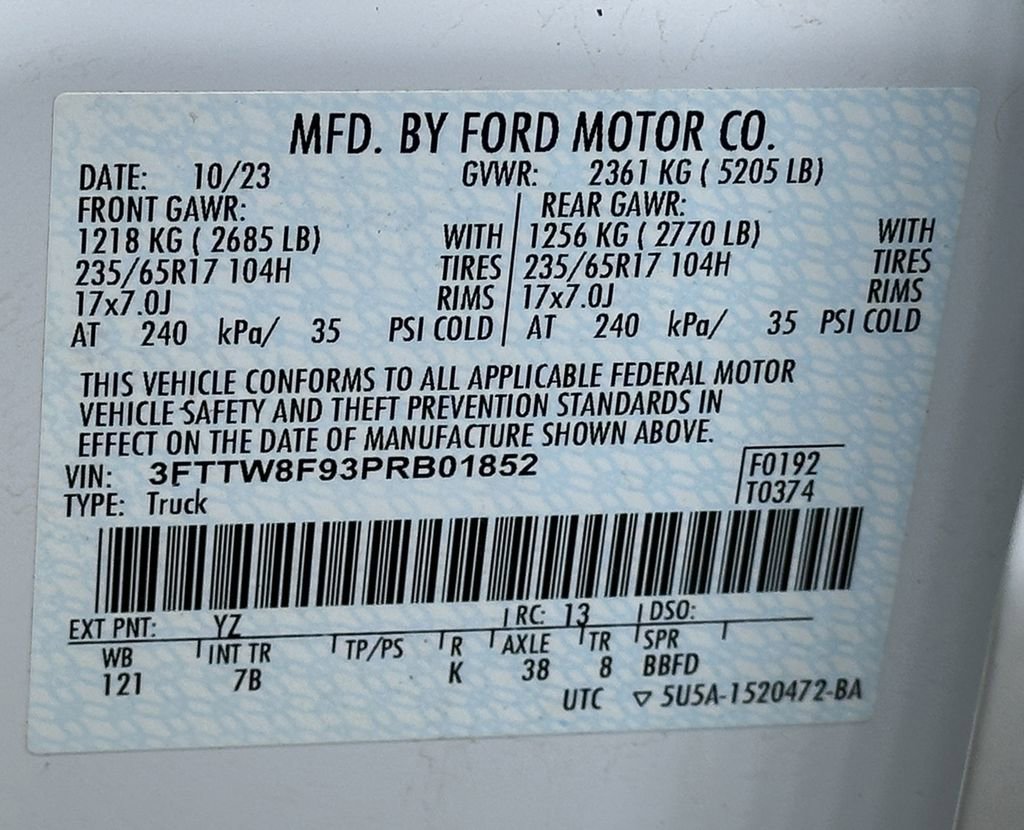 MFD. BY FORD MOTOR CO.
DATE: 10/23 GVWR: 2361 KG ( 5205 LB)
FRONT GAWR: REAR GAWR:
1218 KG ( 2685 LB) WITH 1256 KG ( 2770 LB) WITH
235/65R17 104H TIRES 235/65R17 104H TIRES
17x7.0J RIMS 17x7.0J RIMS
AT 240 kPa/ 35 PSI COLD AT 240 kPa/ 35 PSI COLD
THIS VEHICLE CONFORMS TO ALL APPLICABLE FEDERAL MOTOR
VEHICLE SAFETY AND THEFT PREVENTION STANDARDS IN
EFFECT ON THE DATE OF MANUFACTURE SHOWN ABOVE.
VIN: 3FTTW8F93PRB01852 F0192
TYPE: Truck T0374
EXT PNT: YZ RC: 13 DSO:
WB INT TR TP/PS R AXLE TR SPR
121 7B K 38 8 BBFD
UTC ▽ 5U5A-1520472-BA